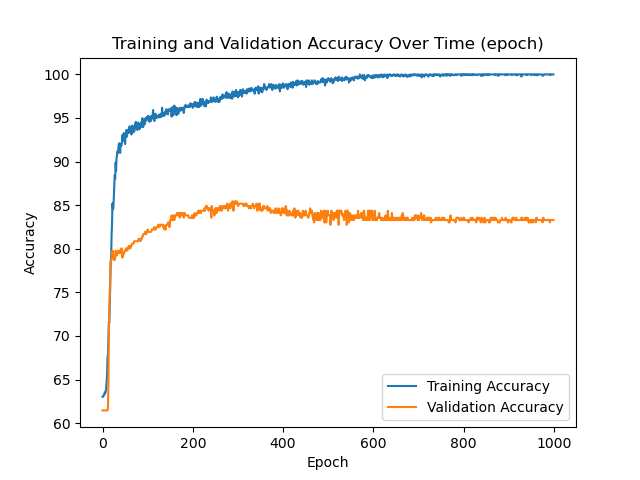 Training and Validation Accuracy Over Time (epoch)
Accuracy
100
95
90
85
80
75
70
65
60
Training Accuracy
Validation Accuracy
0 200 400 600 800 1000
Epoch